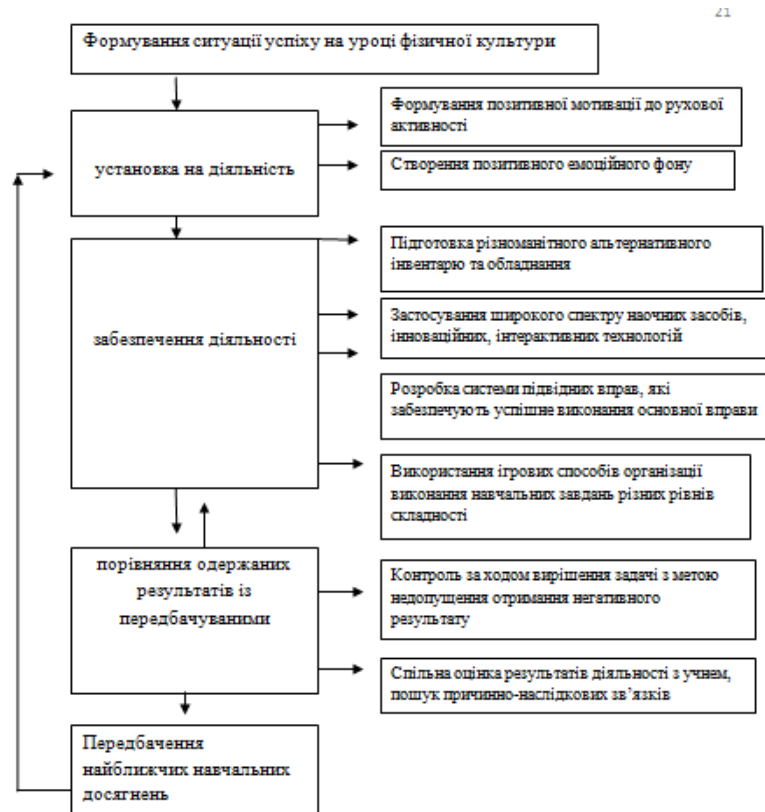 21
Формування ситуації успіху на уроці фізичної культури
Формування позитивної мотивації до рухової
активності
установка на діяльність
Створення позитивного емоційного фону
Підготовка різноманітного альтернативного
інвентарю та обладнання
забезпечення діяльності
Застосування широкого спектру наочних засобів,
інноваційних, інтерактивних технологій
Розробка системи підвідних вправ, які
забезпечують успішне виконання основної вправи
Використання ігрових способів організації
виконання навчальних завдань різних рівнів
складності
порівняння одержаних
результатів із
передбачуваними
Контроль за ходом вирішення задачі з метою
недопущення отримання негативного
результату
Спільна оцінка результатів діяльності з учнем,
пошук причинно-наслідкових зв’язків
Передбачення
найближчих навчальних
досягнень